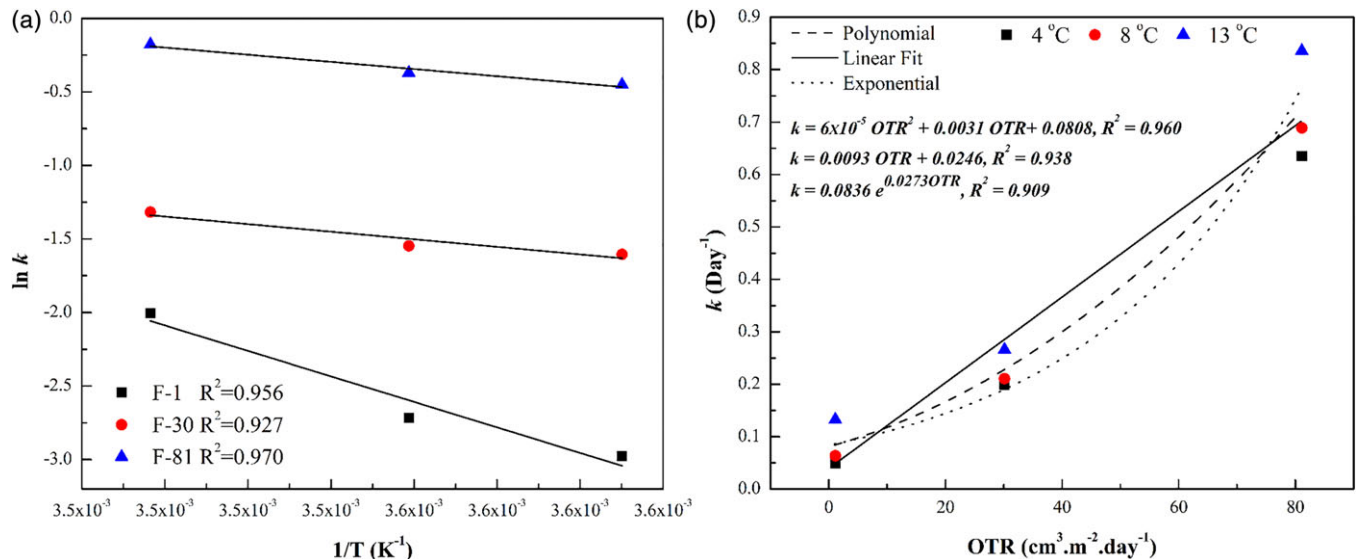 (a)
0.0
-0.5
-1.0
-1.5
-2.0
-2.5
-3.0
ln k
F-1 R²=0.956
F-30 R²=0.927
F-81 R²=0.970
3.5x10⁻³ 3.5x10⁻³ 3.5x10⁻³ 3.5x10⁻³ 3.6x10⁻³ 3.6x10⁻³ 3.6x10⁻³ 3.6x10⁻³
1/T (K⁻¹)
(b)
0.9
0.8
0.7
0.6
0.5
0.4
0.3
0.2
0.1
0.0
k (Day⁻¹)
Polynomial 4 °C 8 °C 13 °C
Linear Fit
Exponential
k = 6x10⁻⁵ OTR² + 0.0031 OTR+ 0.0808, R² = 0.960
k = 0.0093 OTR + 0.0246, R² = 0.938
k = 0.0836 e^0.0273OTR, R² = 0.909
0 20 40 60 80
OTR (cm³.m⁻².day⁻¹)